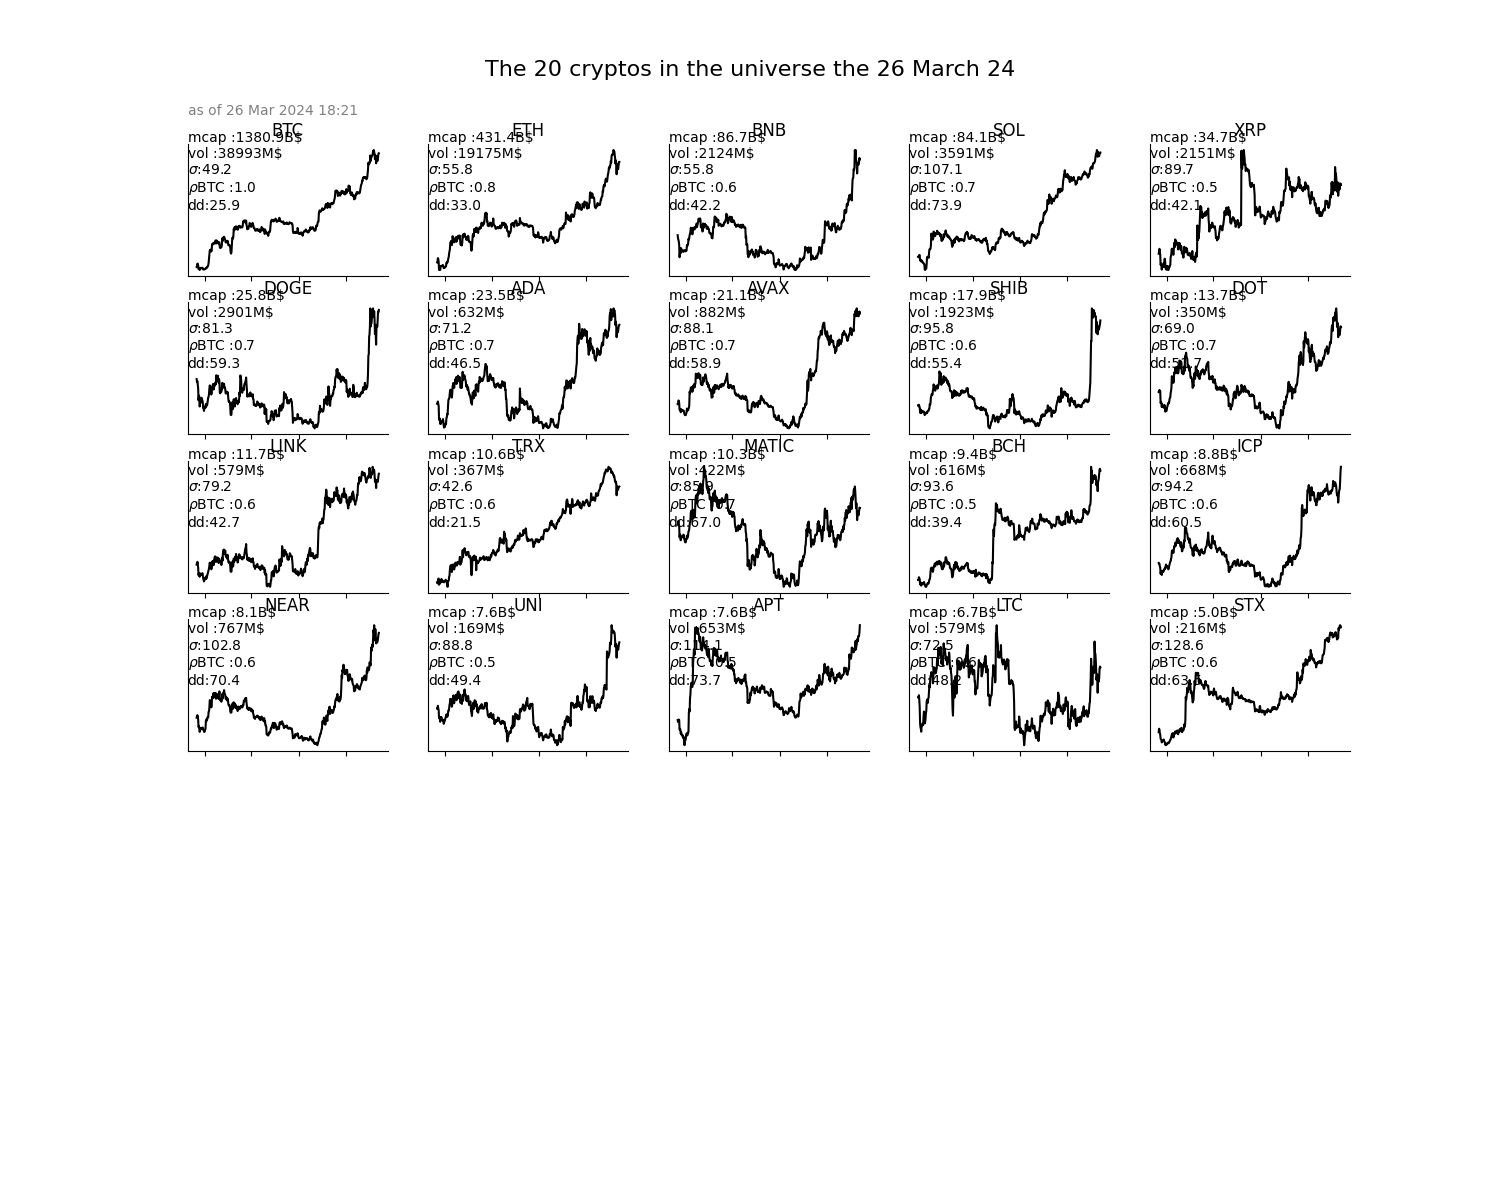 The 20 cryptos in the universe the 26 March 24
as of 26 Mar 2024 18:21
BTC
mcap :1380.9B$
vol :38993M$
σ:49.2
ρBTC :1.0
dd:25.9
ETH
mcap :431.4B$
vol :19175M$
σ:55.8
ρBTC :0.8
dd:33.0
BNB
mcap :86.7B$
vol :2124M$
σ:55.8
ρBTC :0.6
dd:42.2
SOL
mcap :84.1B$
vol :3591M$
σ:107.1
ρBTC :0.7
dd:73.9
XRP
mcap :34.7B$
vol :2151M$
σ:89.7
ρBTC :0.5
dd:42.1
DOGE
mcap :25.8B$
vol :2901M$
σ:81.3
ρBTC :0.7
dd:59.3
ADA
mcap :23.5B$
vol :632M$
σ:71.2
ρBTC :0.7
dd:46.5
AVAX
mcap :21.1B$
vol :882M$
σ:88.1
ρBTC :0.7
dd:58.9
SHIB
mcap :17.9B$
vol :1923M$
σ:95.8
ρBTC :0.6
dd:55.4
DOT
mcap :13.7B$
vol :350M$
σ:69.0
ρBTC :0.7
LINK
mcap :11.7B$
vol :579M$
σ:79.2
ρBTC :0.6
dd:42.7
TRX
mcap :10.6B$
vol :367M$
σ:42.6
ρBTC :0.6
dd:21.5
MATIC
mcap :10.3B$
vol :422M$
σ:85.9
ρBTC :0.7
dd:67.0
BCH
mcap :9.4B$
vol :616M$
σ:93.6
ρBTC :0.5
dd:39.4
ICP
mcap :8.8B$
vol :668M$
σ:94.2
ρBTC :0.6
dd:60.5
NEAR
mcap :8.1B$
vol :767M$
σ:102.8
ρBTC :0.6
dd:70.4
UNI
mcap :7.6B$
vol :169M$
σ:88.8
ρBTC :0.5
dd:49.4
APT
mcap :7.6B$
vol :653M$
ρBTC :0.5
dd:73.7
LTC
mcap :6.7B$
vol :579M$
σ:72.5
ρBTC :0.6
dd:48.2
STX
mcap :5.0B$
vol :216M$
σ:128.6
ρBTC :0.6